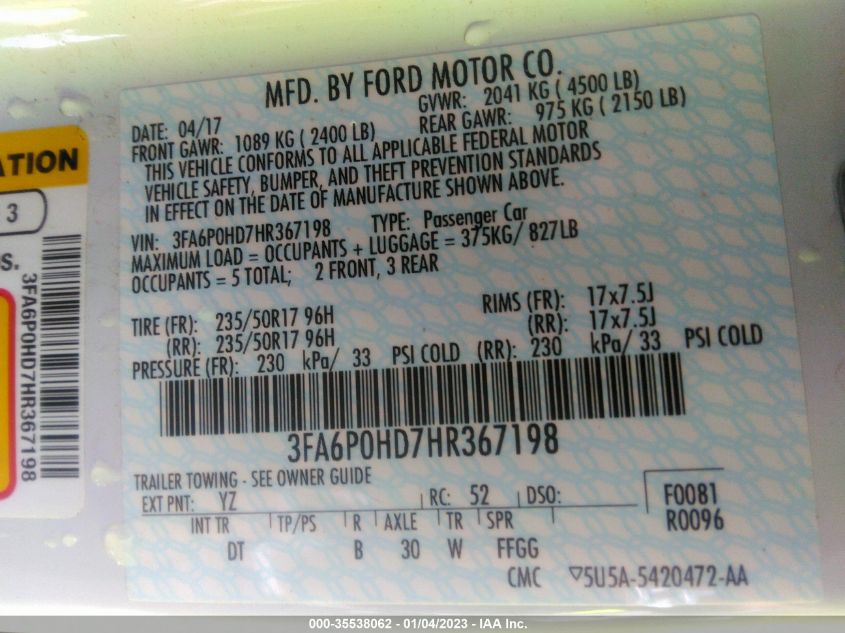 MFD. BY FORD MOTOR CO.
DATE: 04/17 GVWR: 2041 KG ( 4500 LB)
FRONT GAWR: 1089 KG ( 2400 LB) REAR GAWR: 975 KG ( 2150 LB)
THIS VEHICLE CONFORMS TO ALL APPLICABLE FEDERAL MOTOR
VEHICLE SAFETY, BUMPER, AND THEFT PREVENTION STANDARDS
IN EFFECT ON THE DATE OF MANUFACTURE SHOWN ABOVE.
VIN: 3FA6P0HD7HR367198 TYPE: Passenger Car
MAXIMUM LOAD = OCCUPANTS + LUGGAGE = 375KG/ 827LB
OCCUPANTS = 5 TOTAL; 2 FRONT, 3 REAR
TIRE (FR): 235/50R17 96H RIMS (FR): 17x7.5J
(RR): 235/50R17 96H (RR): 17x7.5J
PRESSURE (FR): 230 kPa/ 33 PSI COLD (RR): 230 kPa/ 33 PSI COLD
3FA6P0HD7HR367198
TRAILER TOWING - SEE OWNER GUIDE
EXT PNT: YZ RC: 52 DSO: F0081
INT TR TP/PS R AXLE TR SPR R0096
DT B 30 W FFGG
CMC ▽5U5A-5420472-AA
ATION
3
S.
3FA6P0HD7HR367198
000-35538062 - 01/04/2023 - IAA Inc.